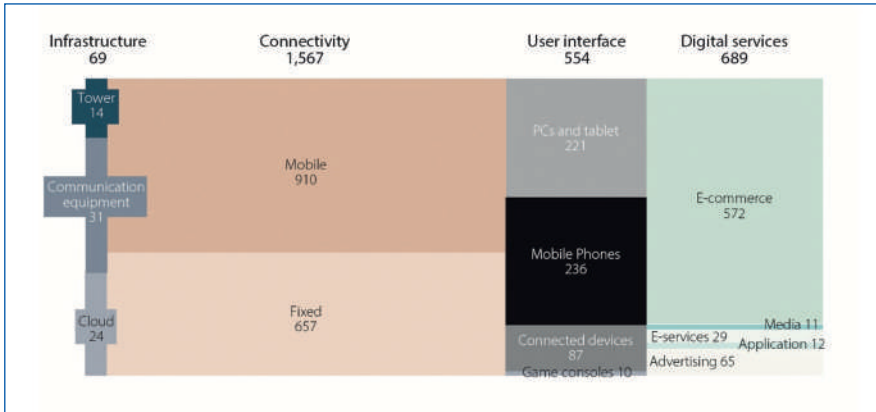 Infrastructure
69
Connectivity
1,567
User interface
554
Digital services
689
Tower
14
Communication
equipment
31
Cloud
24
Mobile
910
Fixed
657
PCs and tablet
221
Mobile Phones
236
Connected devices
87
Game consoles 10
E-commerce
572
Media 11
E-services 29
Application 12
Advertising 65